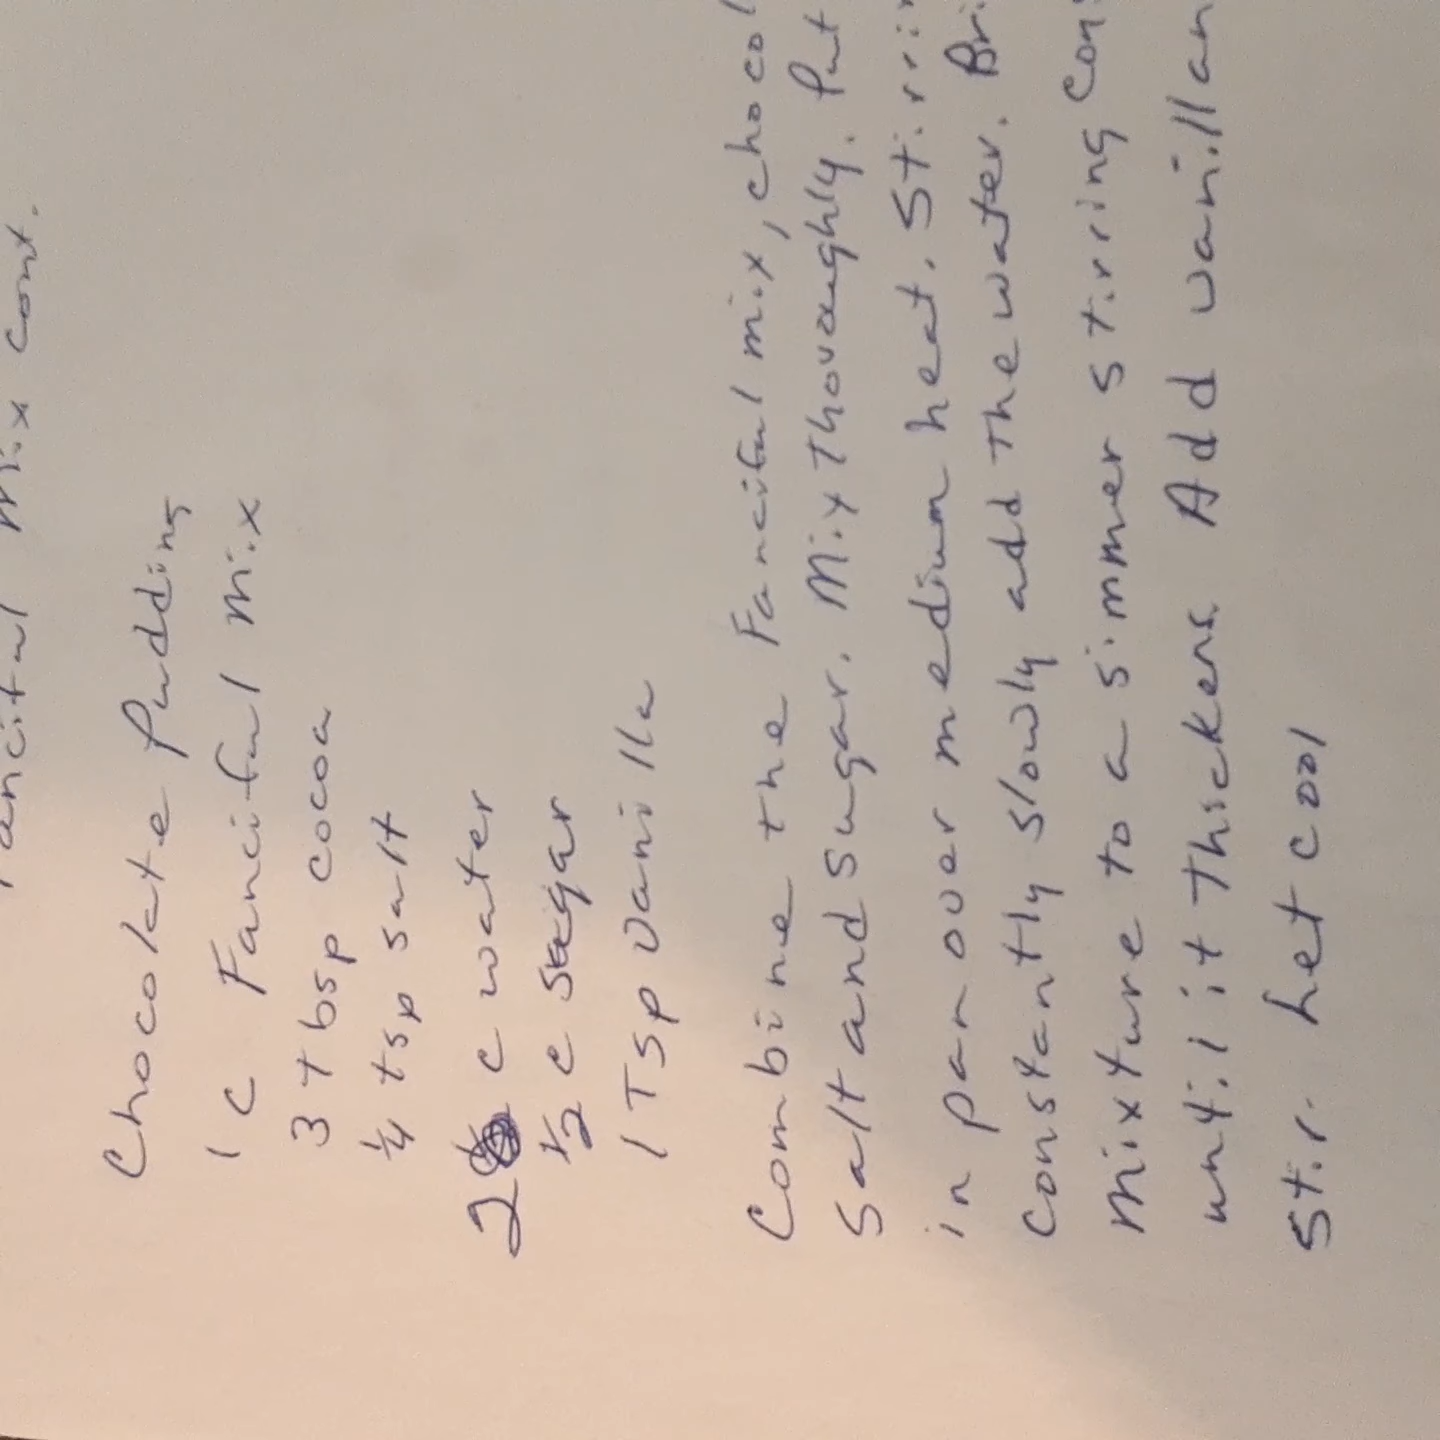 Fanciful Mix Cont.
Chocolate Pudding
1 c Fanciful Mix
3 tbsp cocoa
1/4 tsp salt
2 c water
1/2 c sugar
1 Tsp vanilla
Combine the Fanciful mix, chocol
Salt and sugar. Mix thoroughly. Put
in pan over medium heat. Stirrin
Constantly slowly add the water. Bri
mixture to a simmer stirring Cons
until it thickens. Add vanilla an
Stir. Let cool